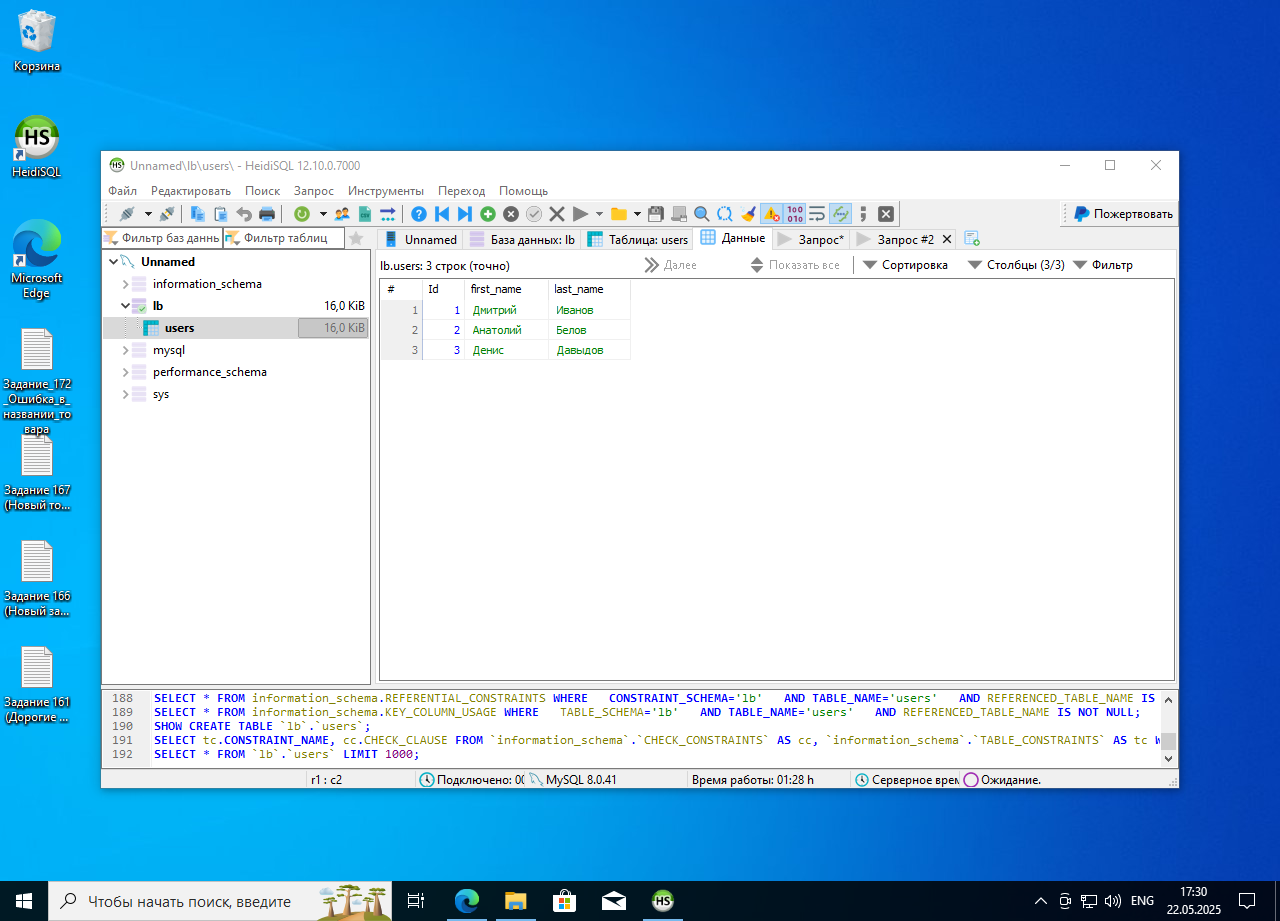 Корзина
HeidiSQL
Microsoft
Edge
Задание_172
_Ошибка_в_
названии_то
вара
Задание 167
(Новый то...
Задание 166
(Новый за...
Задание 161
(Дорогие ...
Unnamed\lb\users\ - HeidiSQL 12.10.0.7000
Файл Редактировать Поиск Запрос Инструменты Переход Помощь
Пожертвовать
Фильтр баз данны Фильтр таблиц
Unnamed База данных: lb Таблица: users Данные Запрос* Запрос #2
Unnamed
information_schema
lb 16,0 KiB
users 16,0 KiB
mysql
performance_schema
sys
lb.users: 3 строк (точно) Далее Показать все Сортировка Столбцы (3/3) Фильтр
# Id first_name last_name
1 1 Дмитрий Иванов
2 2 Анатолий Белов
3 3 Денис Давыдов
188 SELECT * FROM information_schema.REFERENTIAL_CONSTRAINTS WHERE CONSTRAINT_SCHEMA='lb' AND TABLE_NAME='users' AND REFERENCED_TABLE_NAME IS
189 SELECT * FROM information_schema.KEY_COLUMN_USAGE WHERE TABLE_SCHEMA='lb' AND TABLE_NAME='users' AND REFERENCED_TABLE_NAME IS NOT NULL;
190 SHOW CREATE TABLE `lb`.`users`;
191 SELECT tc.CONSTRAINT_NAME, cc.CHECK_CLAUSE FROM `information_schema`.`CHECK_CONSTRAINTS` AS cc, `information_schema`.`TABLE_CONSTRAINTS` AS tc W
192 SELECT * FROM `lb`.`users` LIMIT 1000;
r1 : c2 Подключено: 00 MySQL 8.0.41 Время работы: 01:28 h Серверное врем Ожидание.
Чтобы начать поиск, введите
HS
ENG
17:30
22.05.2025